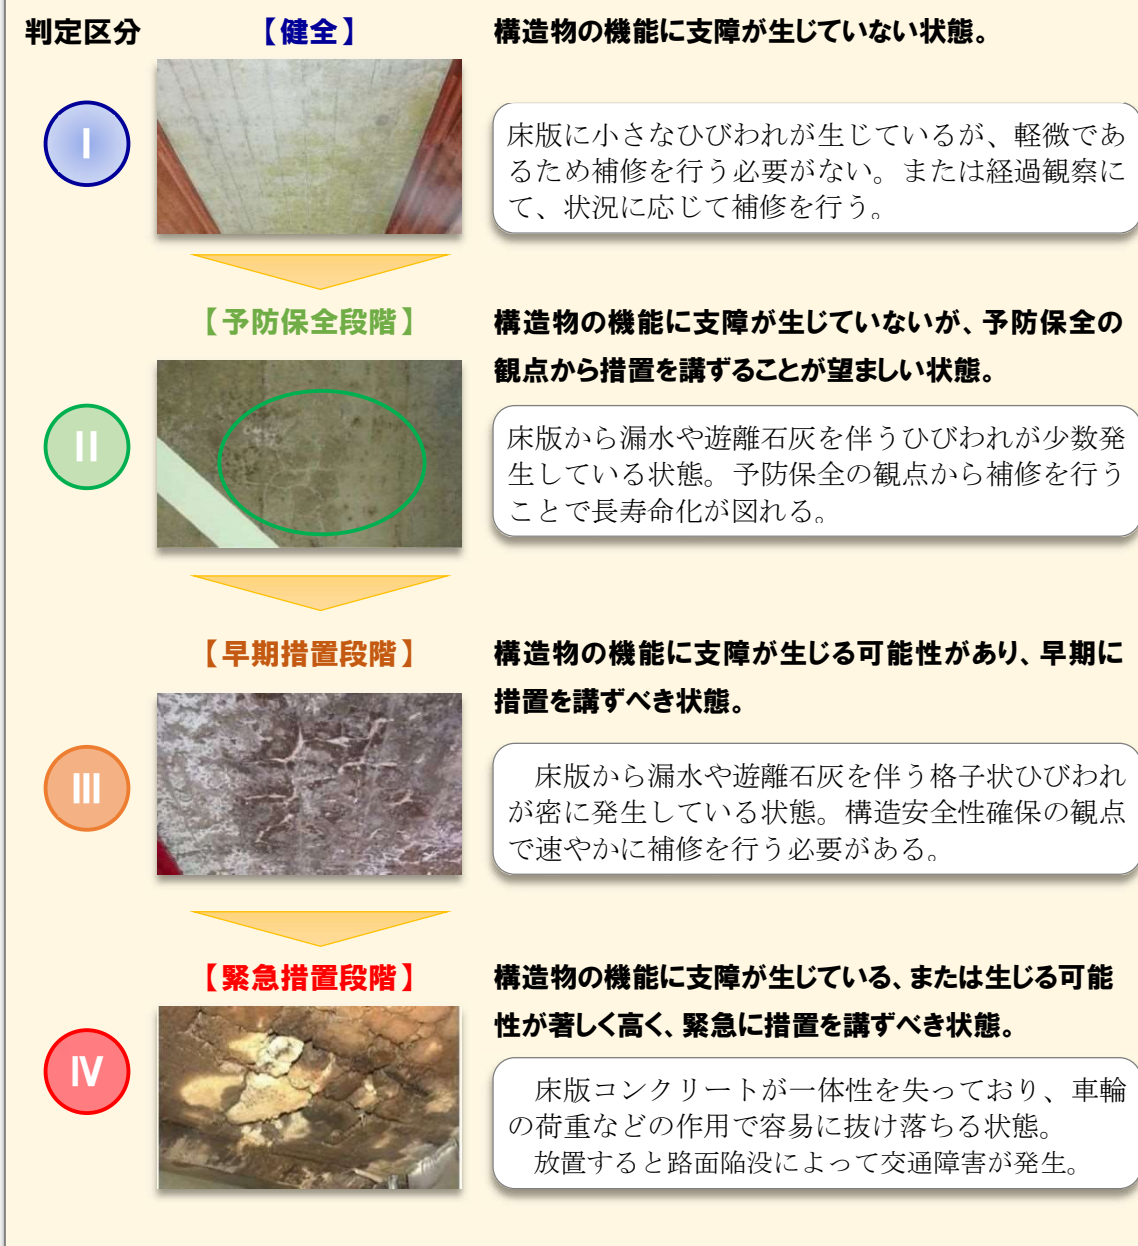 判定区分
【健全】
構造物の機能に支障が生じていない状態。
I
床版に小さなひびわれが生じているが、軽微であ
るため補修を行う必要がない。または経過観察に
て、状況に応じて補修を行う。
【予防保全段階】
構造物の機能に支障が生じていないが、予防保全の
観点から措置を講ずることが望ましい状態。
II
床版から漏水や遊離石灰を伴うひびわれが少数発
生している状態。予防保全の観点から補修を行う
ことで長寿命化が図れる。
【早期措置段階】
構造物の機能に支障が生じる可能性があり、早期に
措置を講ずべき状態。
III
床版から漏水や遊離石灰を伴う格子状ひびわれ
が密に発生している状態。構造安全性確保の観点
で速やかに補修を行う必要がある。
【緊急措置段階】
構造物の機能に支障が生じている、または生じる可能
性が著しく高く、緊急に措置を講ずべき状態。
IV
床版コンクリートが一体性を失っており、車輪
の荷重などの作用で容易に抜け落ちる状態。
放置すると路面陥没によって交通障害が発生。